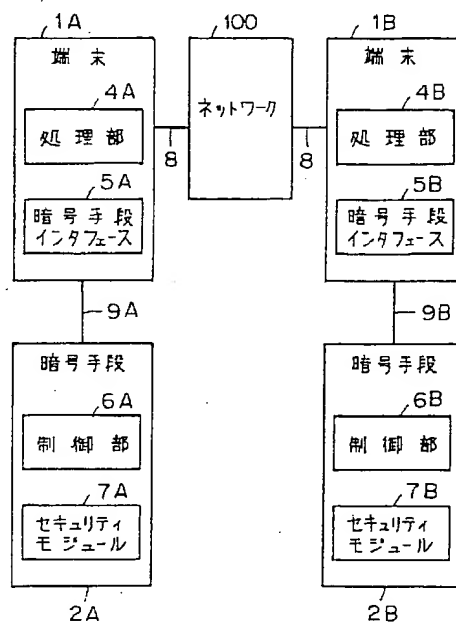 1A
100
1B
端末
ネットワーク
端末
4A
処理部
8
8
4B
処理部
5A
暗号手段
インタフェース
5B
暗号手段
インタフェース
9A
9B
暗号手段
暗号手段
6A
制御部
6B
制御部
7A
セキュリティ
モジュール
7B
セキュリティ
モジュール
2A
2B